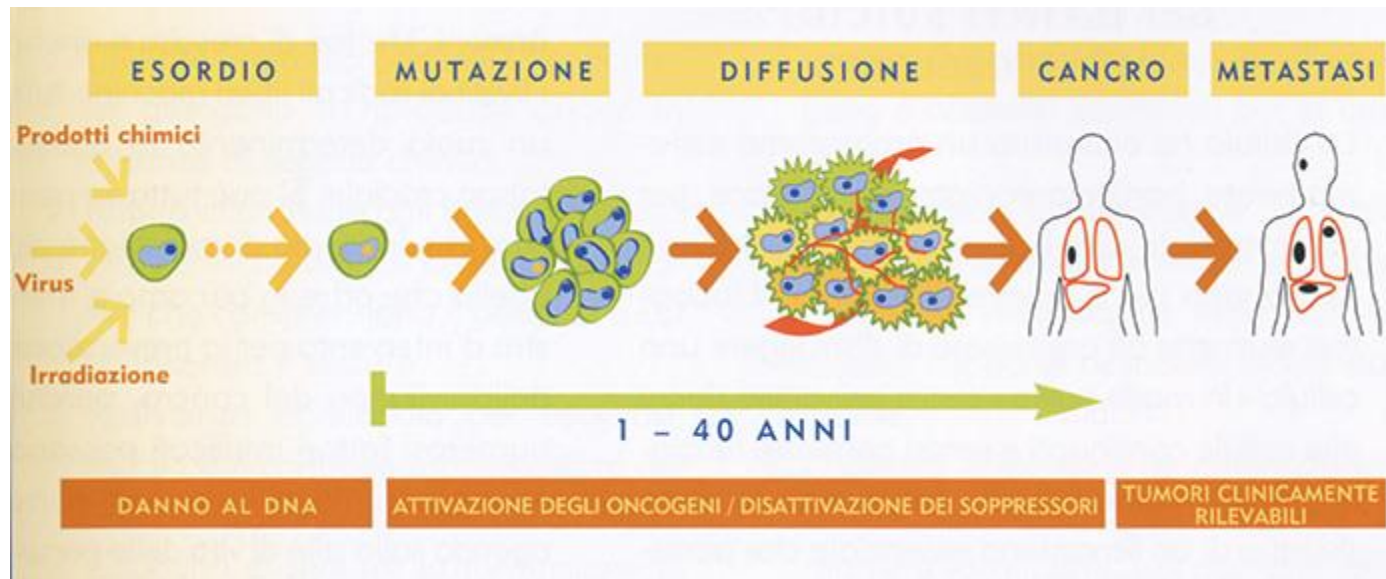 ESORDIO
MUTAZIONE
DIFFUSIONE
CANCRO
METASTASI
Prodotti chimici
Virus
Irradiazione
1 – 40 ANNI
DANNO AL DNA
ATTIVAZIONE DEGLI ONCOGENI / DISATTIVAZIONE DEI SOPPRESSORI
TUMORI CLINICAMENTE
RILEVABILI